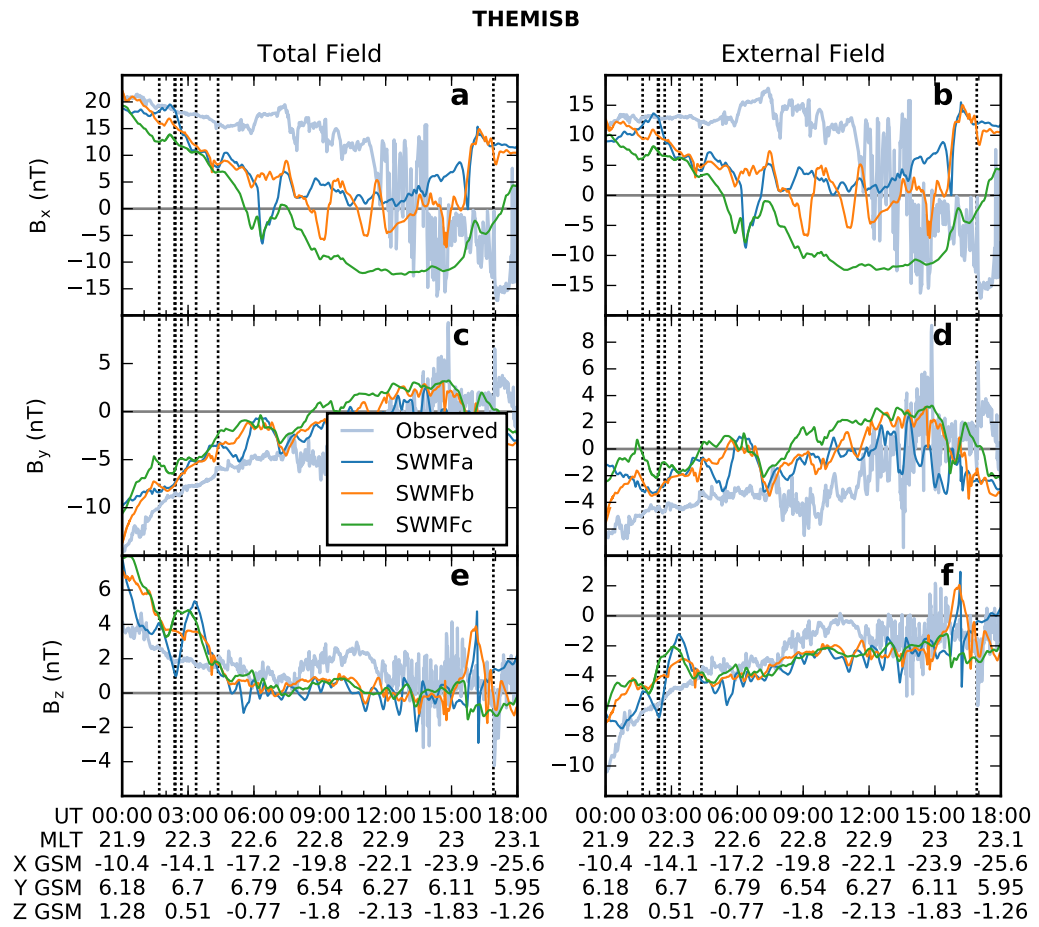 THEMISB
Total Field
External Field
a
20
15
10
5
0
−5
−10
−15
B_x (nT)
b
15
10
5
0
−5
−10
−15
c
5
0
−5
−10
B_y (nT)
Observed
SWMFa
SWMFb
SWMFc
d
8
6
4
2
0
−2
−4
−6
e
6
4
2
0
−2
−4
B_z (nT)
f
2
0
−2
−4
−6
−8
−10
UT 00:00 03:00 06:00 09:00 12:00 15:00 18:00 00:00 03:00 06:00 09:00 12:00 15:00 18:00
MLT 21.9 22.3 22.6 22.8 22.9 23 23.1 21.9 22.3 22.6 22.8 22.9 23 23.1
X GSM -10.4 -14.1 -17.2 -19.8 -22.1 -23.9 -25.6 -10.4 -14.1 -17.2 -19.8 -22.1 -23.9 -25.6
Y GSM 6.18 6.7 6.79 6.54 6.27 6.11 5.95 6.18 6.7 6.79 6.54 6.27 6.11 5.95
Z GSM 1.28 0.51 -0.77 -1.8 -2.13 -1.83 -1.26 1.28 0.51 -0.77 -1.8 -2.13 -1.83 -1.26